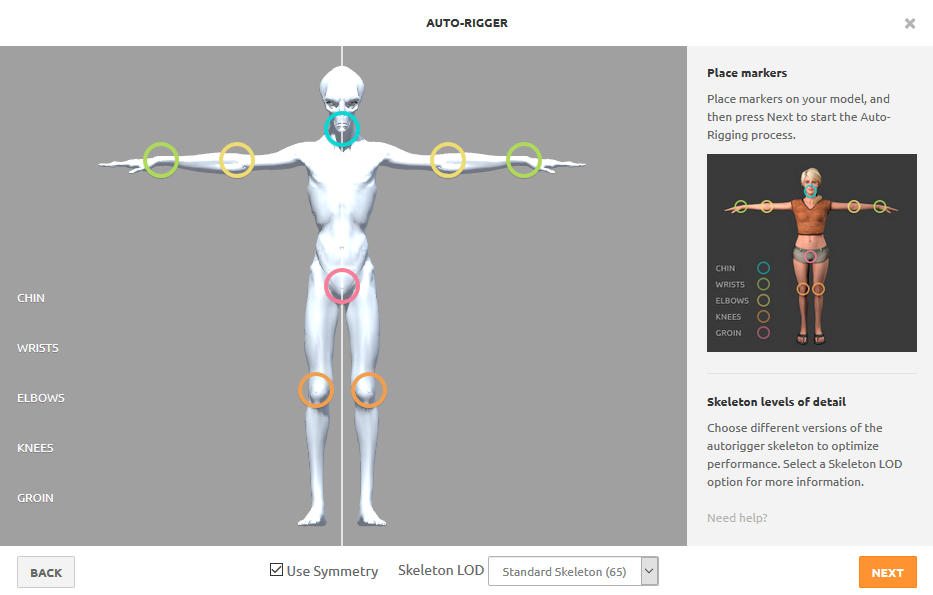 AUTO-RIGGER
Place markers
Place markers on your model, and
then press Next to start the Auto-
Rigging process.
CHIN
WRISTS
ELBOWS
KNEES
GROIN
CHIN
WRISTS
ELBOWS
KNEES
GROIN
Skeleton levels of detail
Choose different versions of the
autorigger skeleton to optimize
performance. Select a Skeleton LOD
option for more information.
Need help?
BACK
Use Symmetry
Skeleton LOD
Standard Skeleton (65)
NEXT